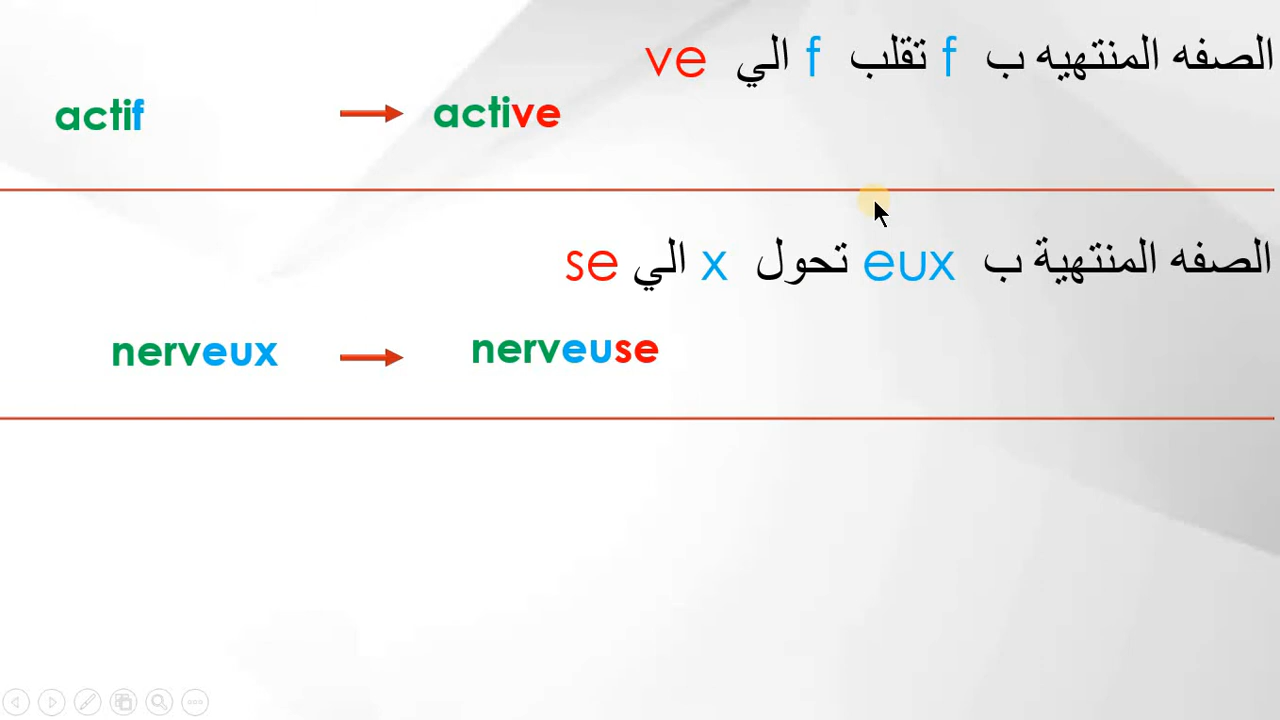 الصفه المنتهيه ب f تقلب f الي ve
actif active
الصفه المنتهية ب eux تحول x الي se
nerveux nerveuse